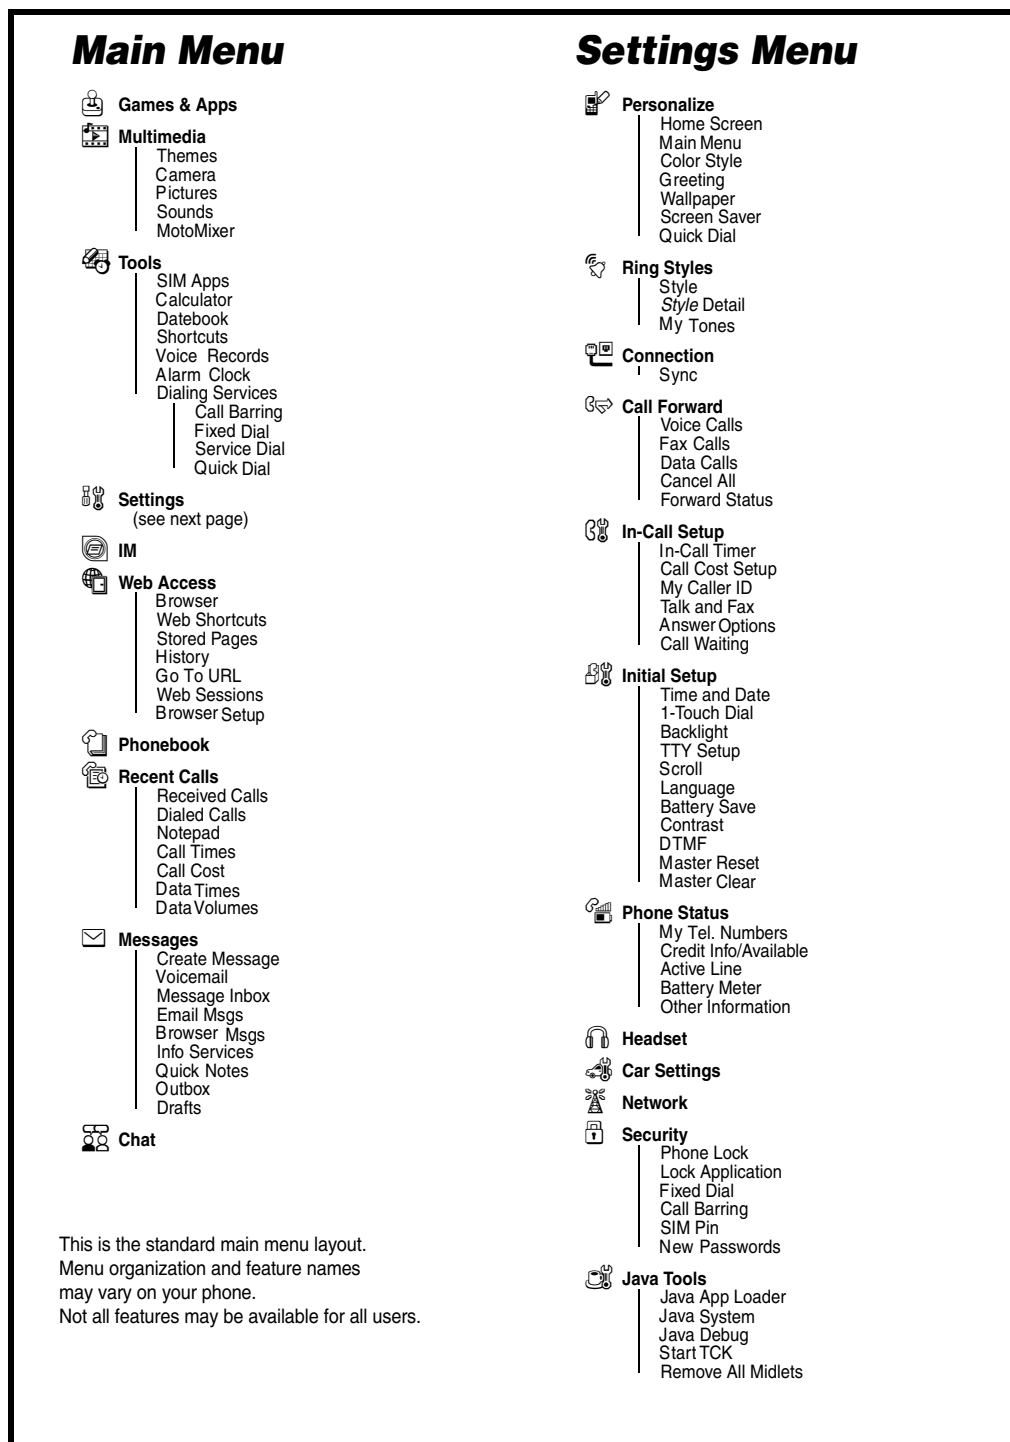 Main Menu
Games & Apps
Multimedia
Themes
Camera
Pictures
Sounds
MotoMixer
Tools
SIM Apps
Calculator
Datebook
Shortcuts
Voice Records
Alarm Clock
Dialing Services
Call Barring
Fixed Dial
Service Dial
Quick Dial
Settings
(see next page)
IM
Web Access
Browser
Web Shortcuts
Stored Pages
History
Go To URL
Web Sessions
Browser Setup
Phonebook
Recent Calls
Received Calls
Dialed Calls
Notepad
Call Times
Call Cost
Data Times
Data Volumes
Messages
Create Message
Voicemail
Message Inbox
Email Msgs
Browser Msgs
Info Services
Quick Notes
Outbox
Drafts
Chat
This is the standard main menu layout.
Menu organization and feature names
may vary on your phone.
Not all features may be available for all users.
Settings Menu
Personalize
Home Screen
Main Menu
Color Style
Greeting
Wallpaper
Screen Saver
Quick Dial
Ring Styles
Style
Style Detail
My Tones
Connection
Sync
Call Forward
Voice Calls
Fax Calls
Data Calls
Cancel All
Forward Status
In-Call Setup
In-Call Timer
Call Cost Setup
My Caller ID
Talk and Fax
Answer Options
Call Waiting
Initial Setup
Time and Date
1-Touch Dial
Backlight
TTY Setup
Scroll
Language
Battery Save
Contrast
DTMF
Master Reset
Master Clear
Phone Status
My Tel. Numbers
Credit Info/Available
Active Line
Battery Meter
Other Information
Headset
Car Settings
Network
Security
Phone Lock
Lock Application
Fixed Dial
Call Barring
SIM Pin
New Passwords
Java Tools
Java App Loader
Java System
Java Debug
Start TCK
Remove All Midlets